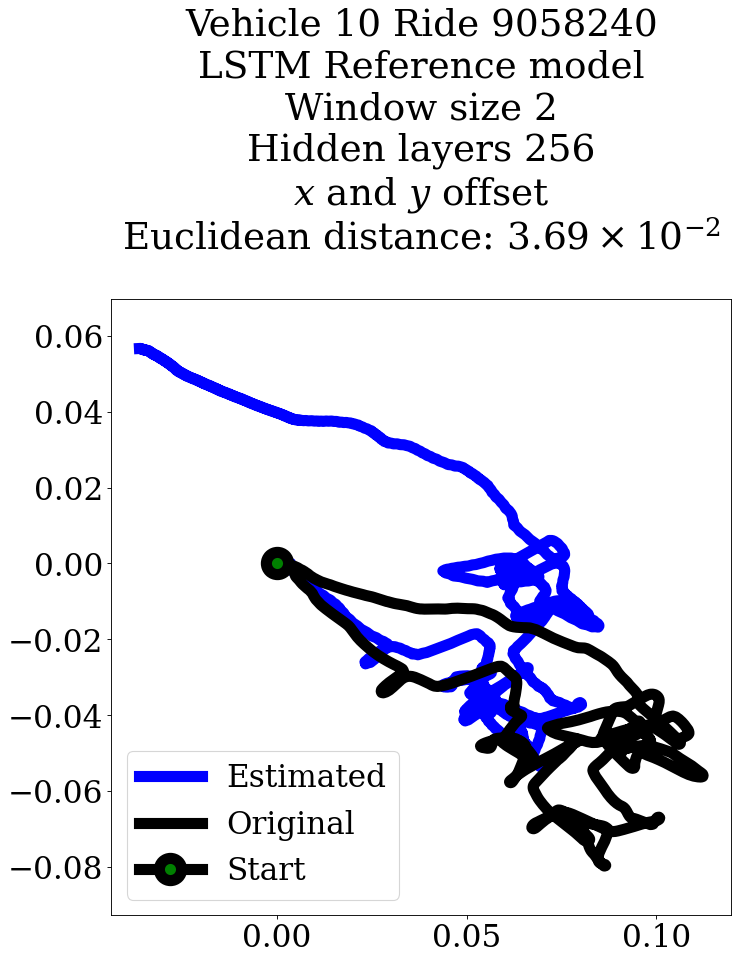 Vehicle 10 Ride 9058240
LSTM Reference model
Window size 2
Hidden layers 256
x and y offset
Euclidean distance: 3.69 × 10⁻²
0.06
0.04
0.02
0.00
−0.02
−0.04
−0.06
−0.08
Estimated
Original
Start
0.00 0.05 0.10